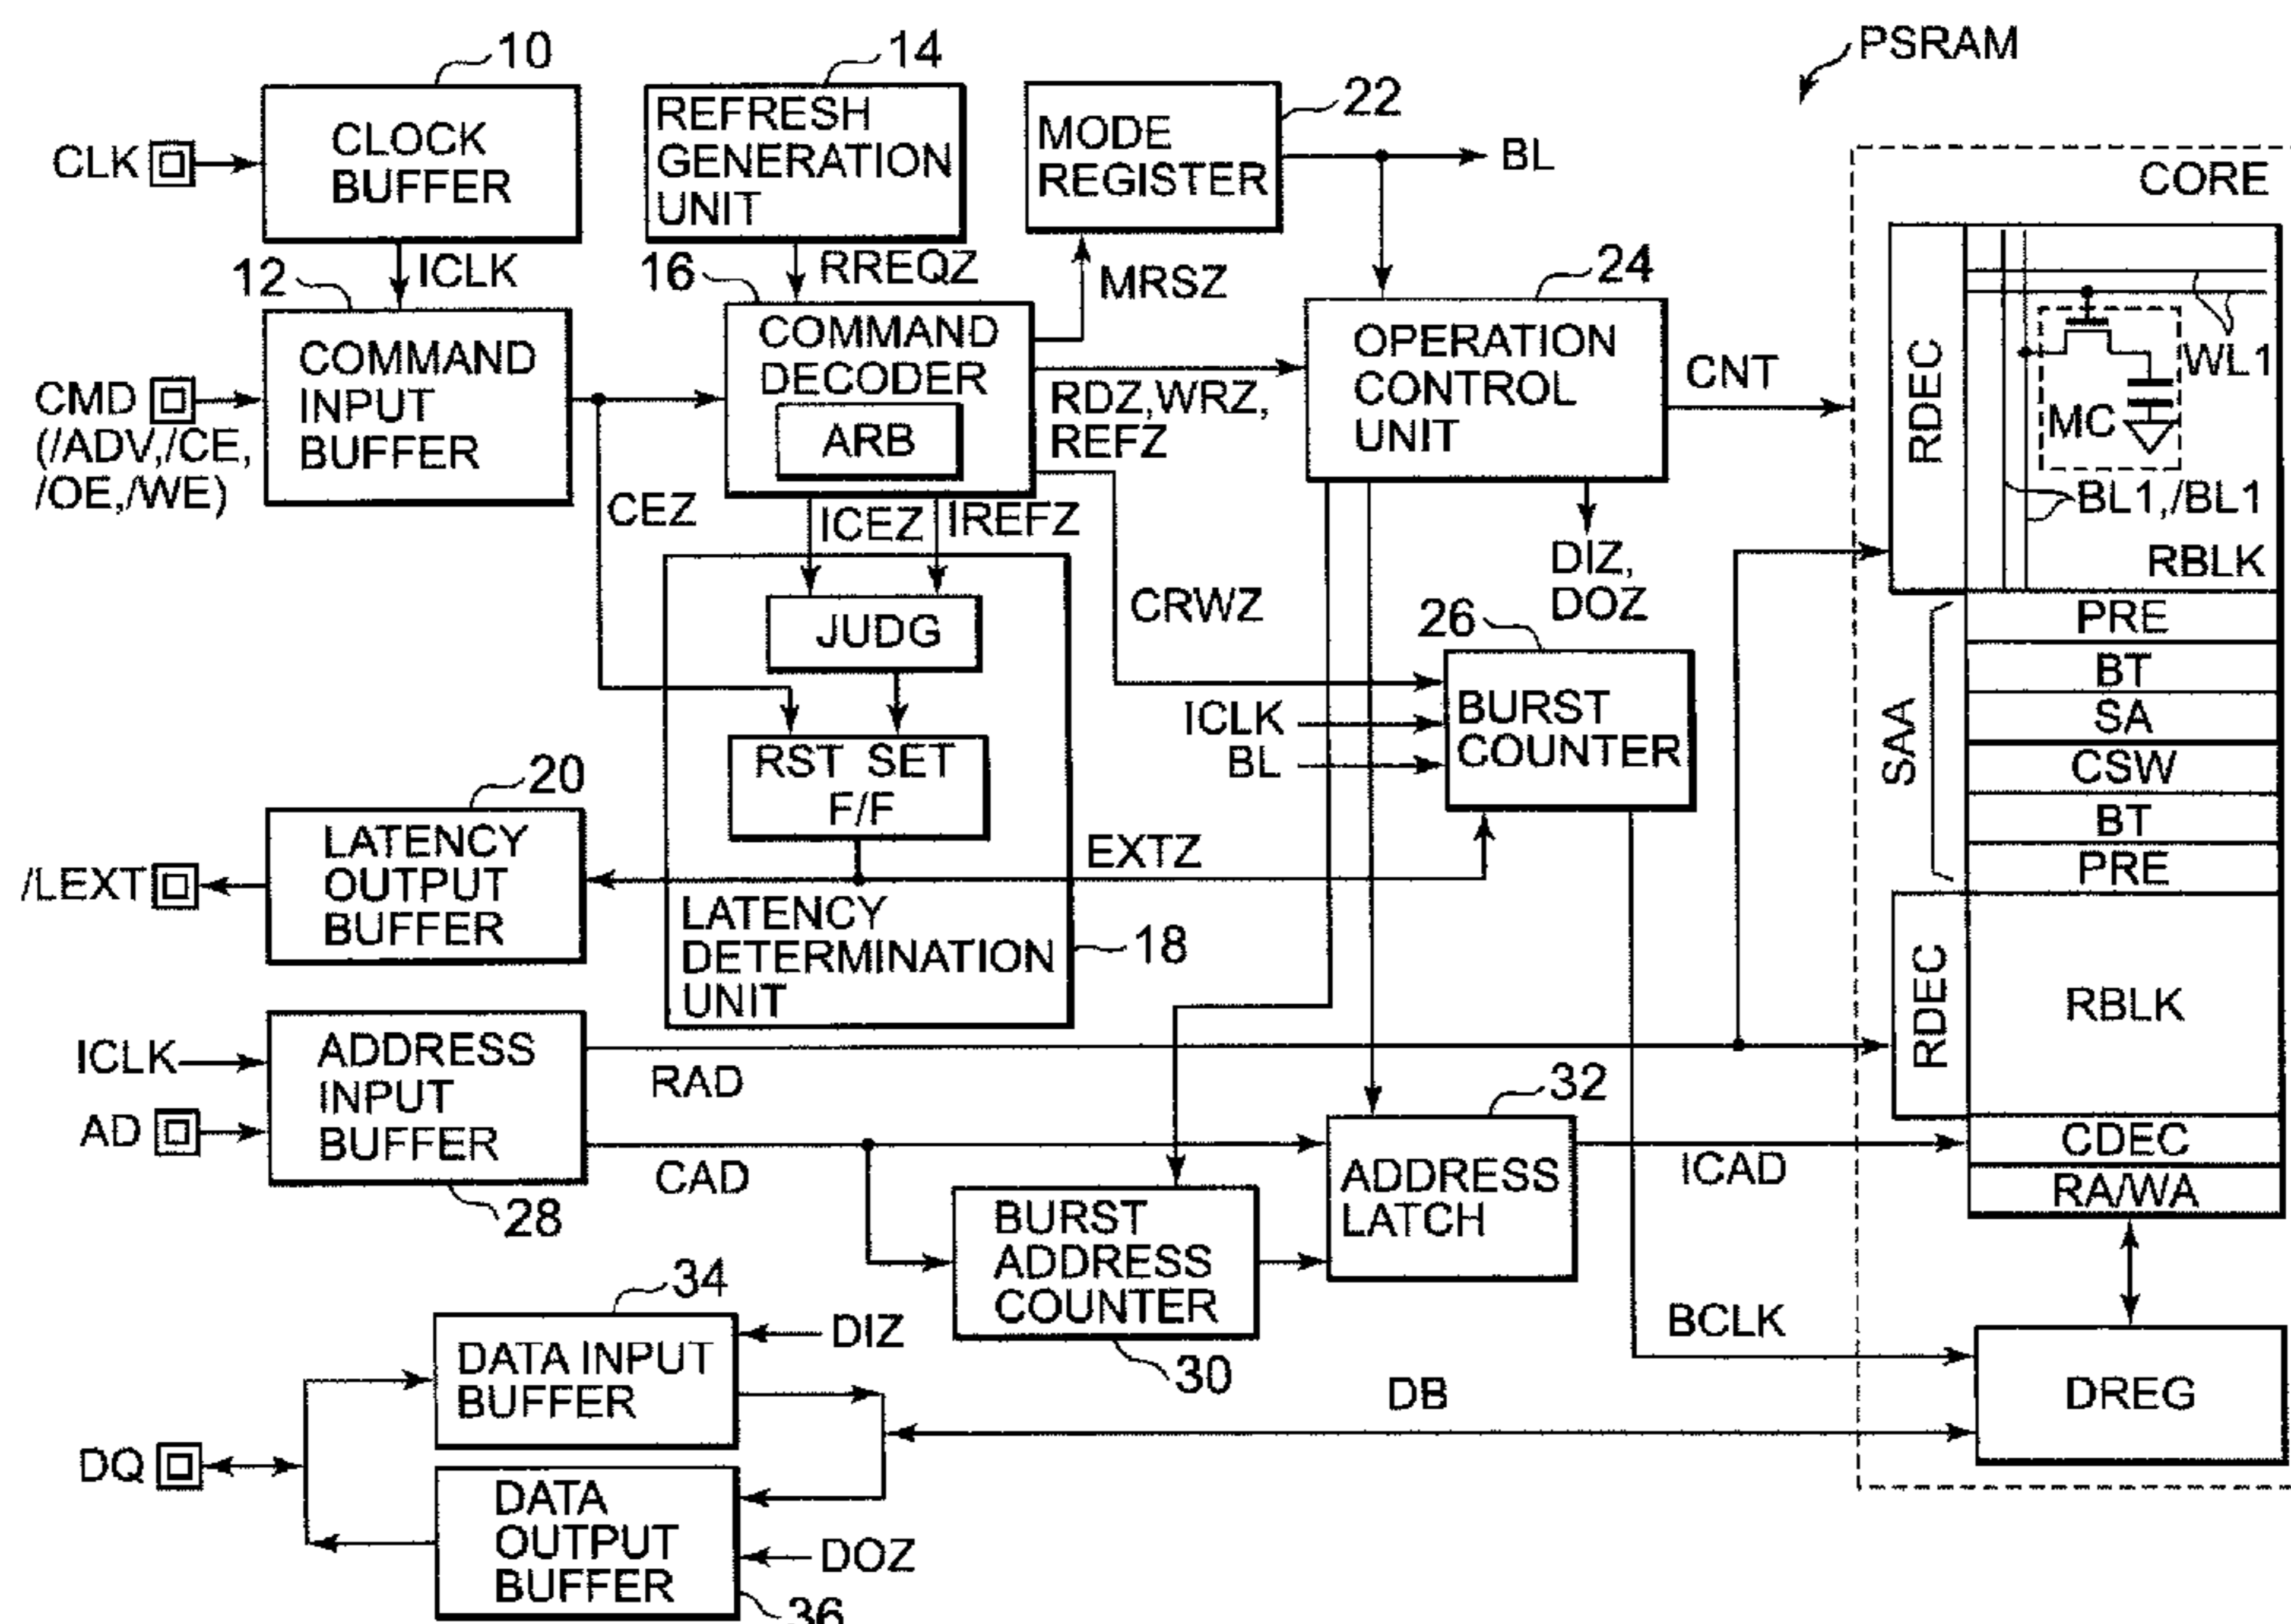 PSRAM
10
CLOCK
BUFFER
CLK
ICLK
14
REFRESH
GENERATION
UNIT
RREQZ
22
MODE
REGISTER
BL
MRSZ
12
COMMAND
INPUT
BUFFER
CMD
(/ADV,/CE,
/OE,/WE)
CEZ
16
COMMAND
DECODER
ARB
RDZ,WRZ,
REFZ
ICEZ
IREFZ
CRWZ
24
OPERATION
CONTROL
UNIT
CNT
DIZ,
DOZ
JUDG
RST SET
F/F
EXTZ
LATENCY
DETERMINATION
UNIT
18
20
LATENCY
OUTPUT
BUFFER
/LEXT
26
BURST
COUNTER
ICLK
BL
ICLK
AD
ADDRESS
INPUT
BUFFER
28
RAD
CAD
BURST
ADDRESS
COUNTER
30
32
ADDRESS
LATCH
ICAD
BCLK
34
DATA INPUT
BUFFER
DIZ
DQ
DATA
OUTPUT
BUFFER
DOZ
36
DB
CORE
RDEC
WL1
MC
BL1,/BL1
RBLK
SAA
PRE
BT
SA
CSW
BT
PRE
RDEC
RBLK
CDEC
RA/WA
DREG